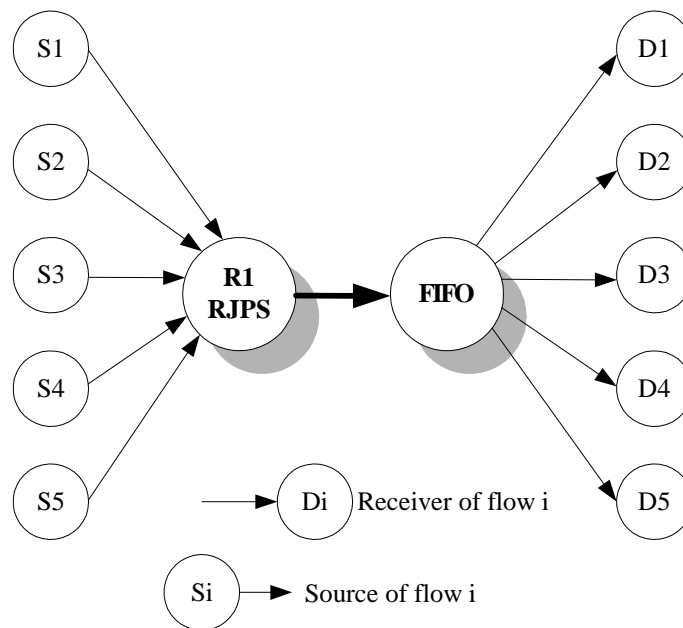 S1
D1
S2
D2
S3
R1
RJPS
FIFO
D3
S4
D4
S5
Di
Receiver of flow i
D5
Si
Source of flow i